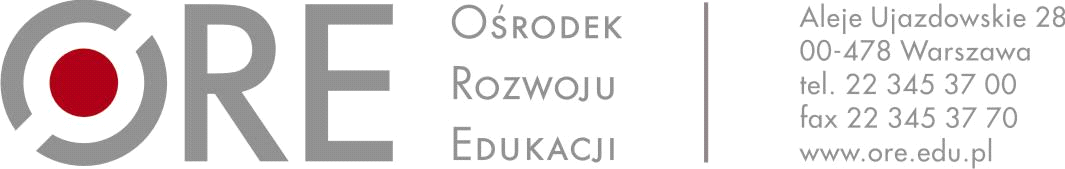 ORE
Ośrodek
Rozwoju
Edukacji
Aleje Ujazdowskie 28
00-478 Warszawa
tel. 22 345 37 00
fax 22 345 37 70
www.ore.edu.pl